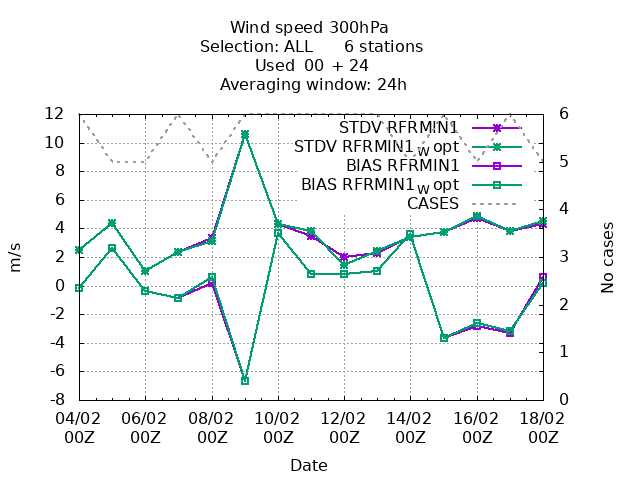 Wind speed 300hPa
Selection: ALL 6 stations
Used 00 + 24
Averaging window: 24h
12 6
STDV RFRMIN1
10
STDV RFRMIN1_w opt
BIAS RFRMIN1
8 5
BIAS RFRMIN1_w opt
6
CASES
4 4
2 3
0
-2 2
-4
-6 1
-8 0
m/s
No cases
04/02 06/02 08/02 10/02 12/02 14/02 16/02 18/02
00Z 00Z 00Z 00Z 00Z 00Z 00Z 00Z
Date